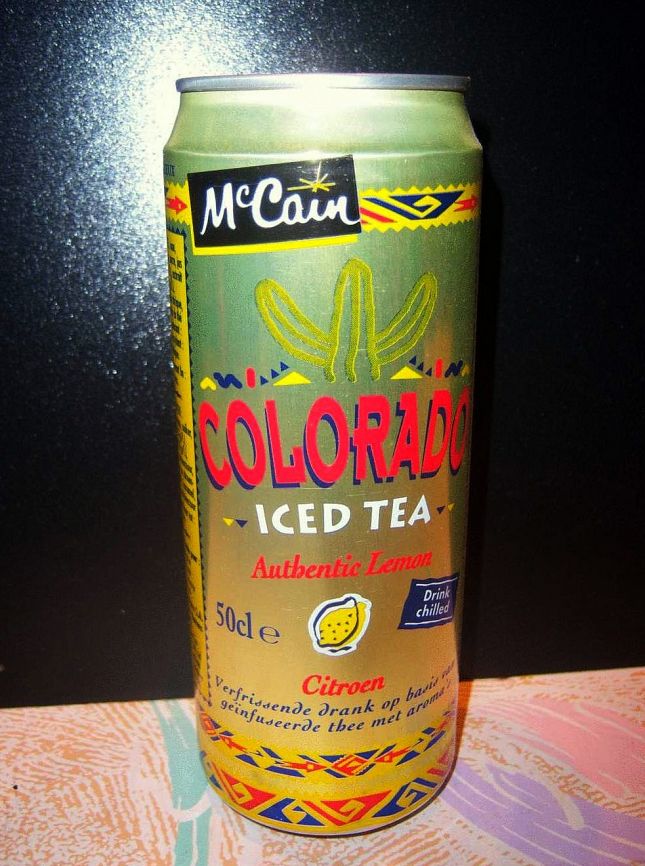 McCain
COLORADO
ICED TEA
Authentic Lemon
Drink
chilled
50cl e
Citroen
Verfrissende drank op basis van
geïnfuseerde thee met aroma